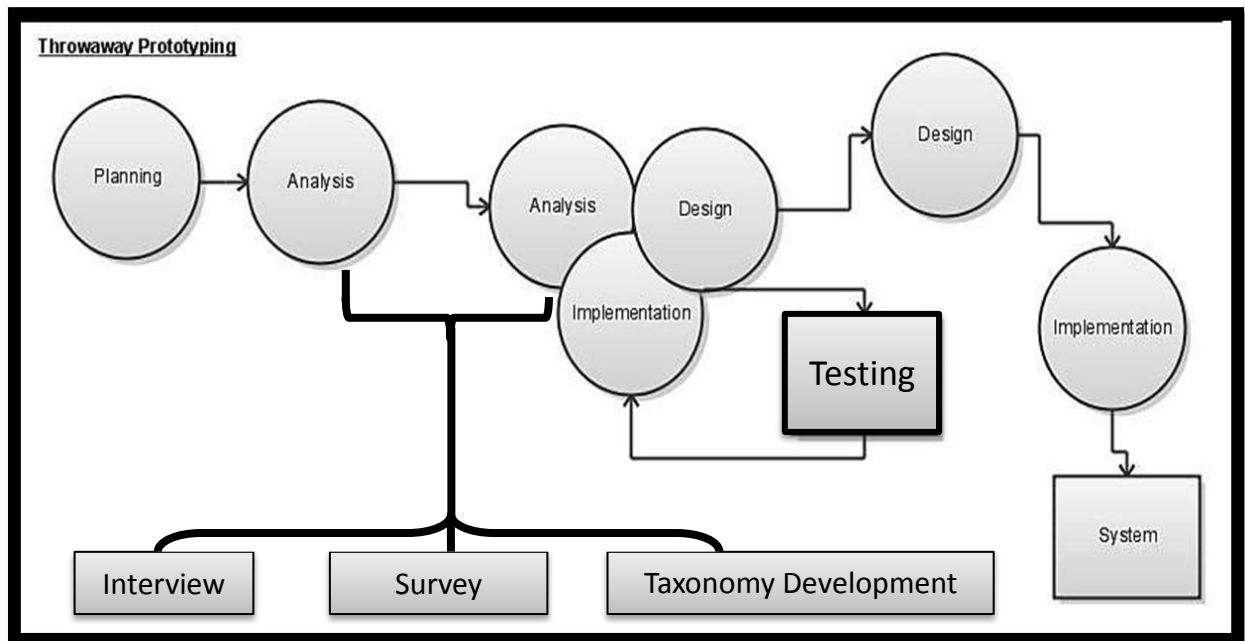 Throwaway Prototyping
Planning
Analysis
Analysis
Design
Implementation
Design
Implementation
Testing
System
Interview
Survey
Taxonomy Development